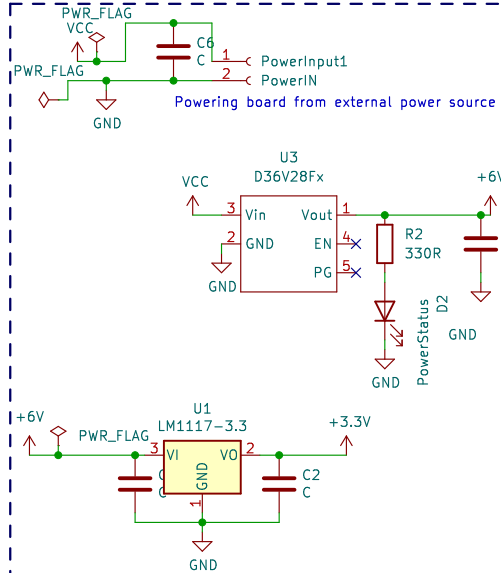 PWR_FLAG
VCC
C6
C
1
PowerInput1
PWR_FLAG
2
PowerIN
GND
Powering board from external power source
U3
D36V28Fx
VCC
+6V
3
Vin
Vout
1
R2
330R
2
GND
EN
4
PG
5
GND
D2
PowerStatus
GND
GND
U1
LM1117-3.3
+6V
+3.3V
PWR_FLAG
3
VI
VO
2
GND
1
C2
C
C
GND